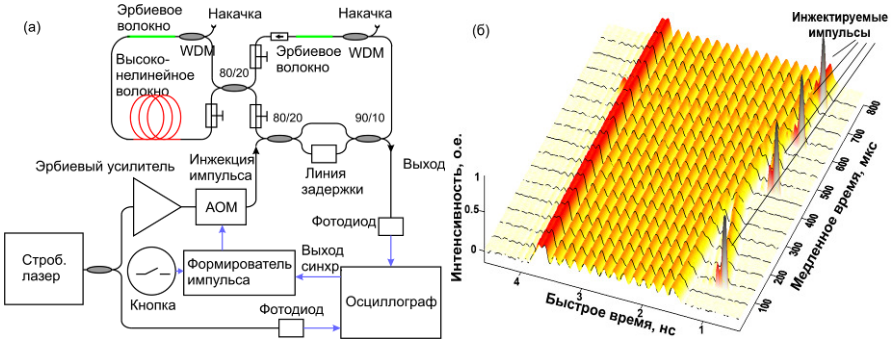 (а)
Эрбиевое
волокно
Накачка
WDM
Высоко-
нелинейное
волокно
80/20
Накачка
Эрбиевое
волокно
WDM
80/20
90/10
Линия
задержки
Выход
Эрбиевый усилитель
Инжекция
импульса
АОМ
Фотодиод
Строб.
лазер
Кнопка
Формирователь
импульса
Выход
синхр
Осциллограф
Фотодиод
(б)
Инжектируемые
импульсы
Интенсивность, о.е.
1
0.5
0
4
3
2
1
Быстрое время, нс
100
200
300
400
500
600
700
800
Медленное время, мкс